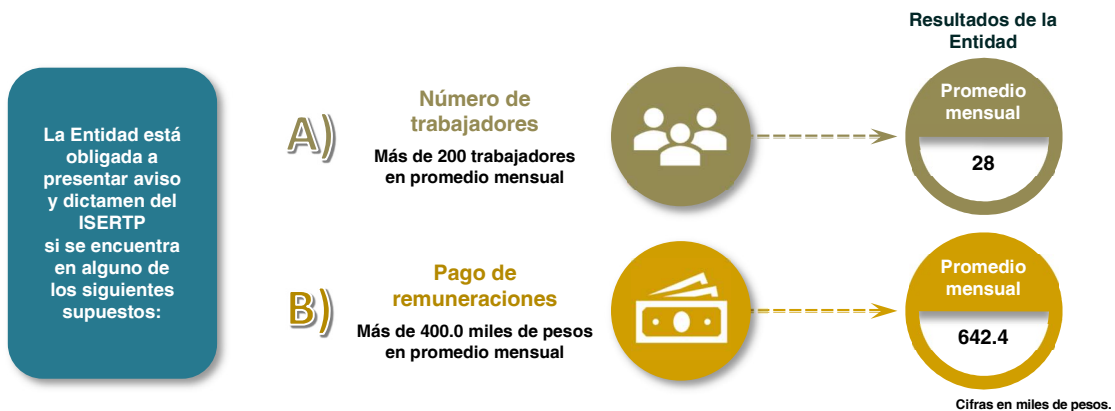 La Entidad está
obligada a
presentar aviso
y dictamen del
ISERTP
si se encuentra
en alguno de
los siguientes
supuestos:
A)
Número de
trabajadores
Más de 200 trabajadores
en promedio mensual
Resultados de la
Entidad
Promedio
mensual
28
B)
Pago de
remuneraciones
Más de 400.0 miles de pesos
en promedio mensual
Promedio
mensual
642.4
Cifras en miles de pesos.